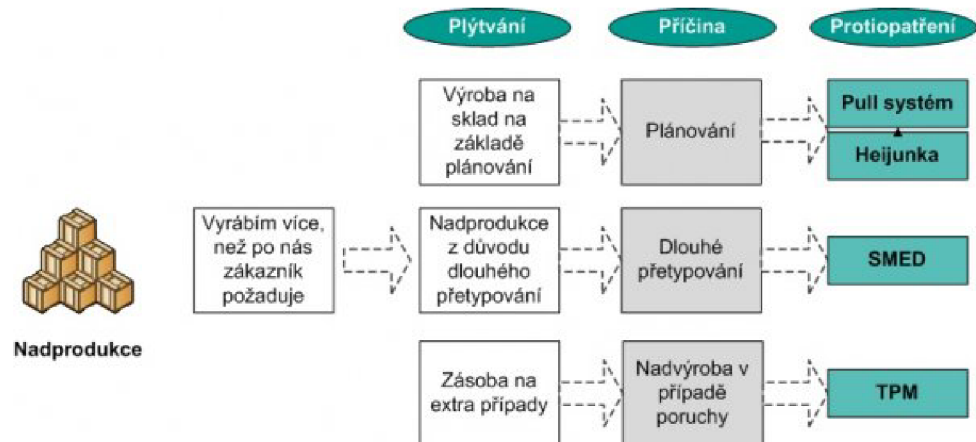 Plýtvání
Příčina
Protiopatření
Výroba na
sklad na
základě
plánování
Plánování
Pull systém
Heijunka
Vyrábím více,
než po nás
zákazník
požaduje
Nadprodukce
z důvodu
dlouhého
přetypování
Dlouhé
přetypování
SMED
Nadprodukce
Zásoba na
extra případy
Nadvýroba v
případě
poruchy
TPM